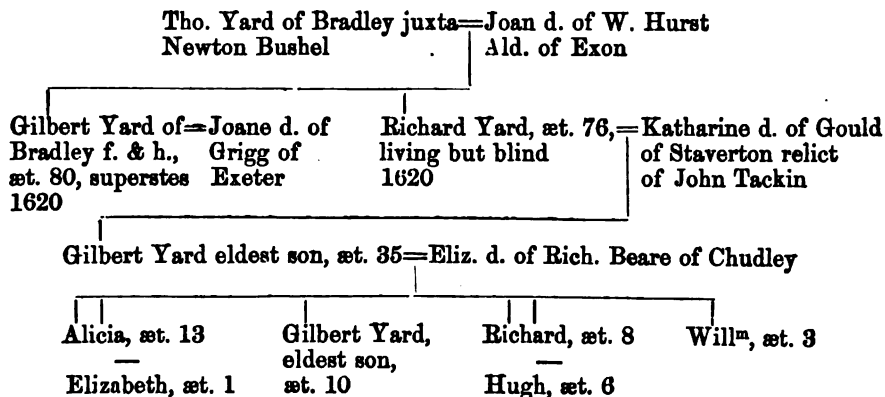 Tho. Yard of Bradley juxta=Joan d. of W. Hurst
Newton Bushel Ald. of Exon
Gilbert Yard of=Joane d. of Richard Yard, æt. 76,=Katharine d. of Gould
Bradley f. & h., Grigg of living but blind of Staverton relict
æt. 80, superstes Exeter 1620 of John Tackin
1620
Gilbert Yard eldest son, æt. 35=Eliz. d. of Rich. Beare of Chudley
Alicia, æt. 13 Gilbert Yard, Richard, æt. 8 Willᵐ, æt. 3
eldest son,
Elizabeth, æt. 1 æt. 10 Hugh, æt. 6